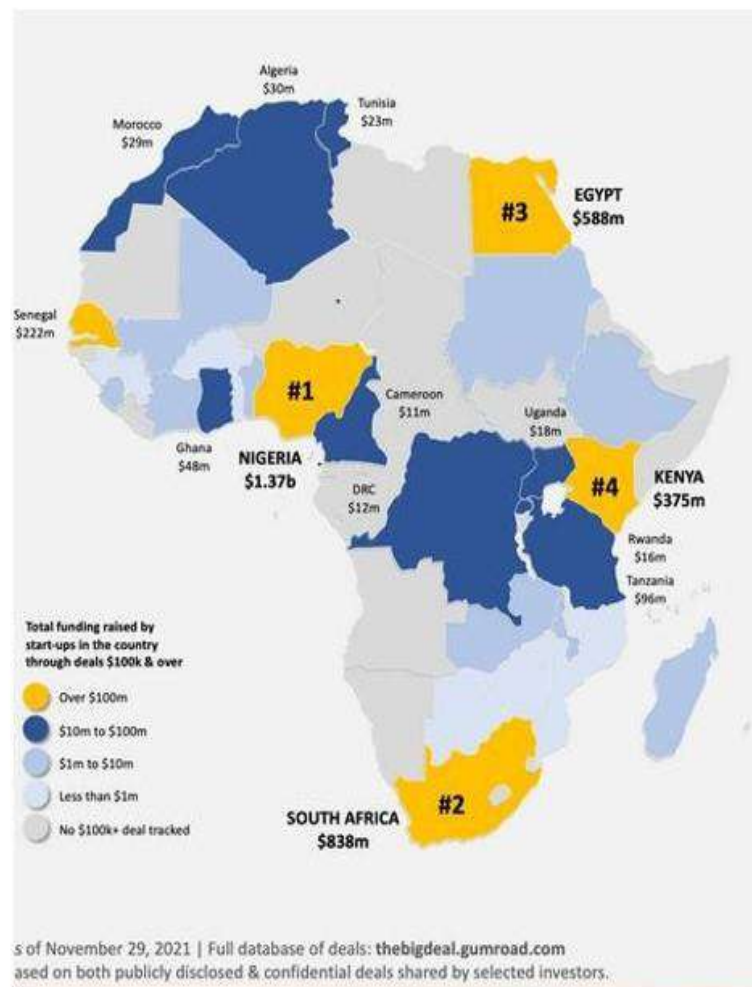 Algeria
$30m
Tunisia
$23m
Morocco
$29m
#3
EGYPT
$588m
Senegal
$222m
#1
Cameroon
$11m
Uganda
$18m
Ghana
$48m
NIGERIA
$1.37b
DRC
$12m
#4
KENYA
$375m
Rwanda
$16m
Tanzania
$96m
Total funding raised by
start-ups in the country
through deals $100k & over
Over $100m
$10m to $100m
$1m to $10m
Less than $1m
No $100k+ deal tracked
#2
SOUTH AFRICA
$838m
s of November 29, 2021 | Full database of deals: thebigdeal.gumroad.com
ased on both publicly disclosed & confidential deals shared by selected investors.